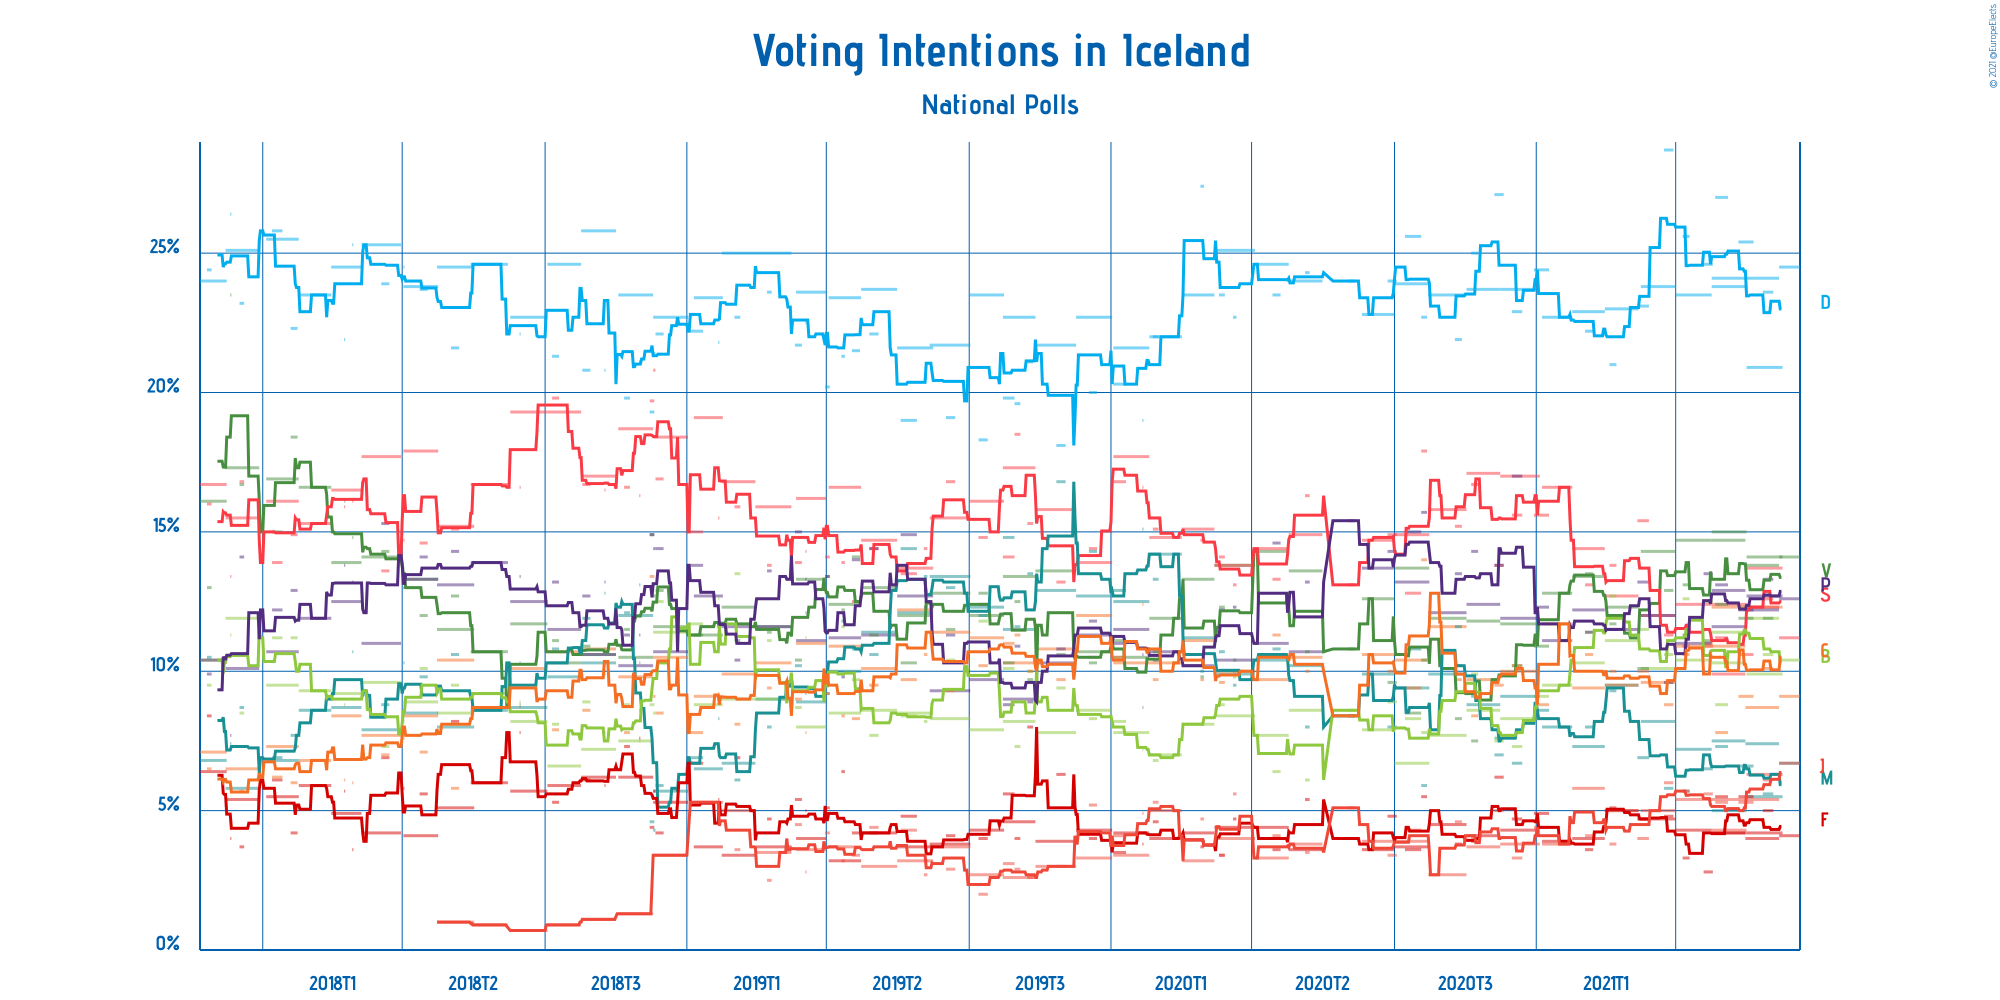 Voting Intentions in Iceland
National Polls
© 2021 @EuropeElects
25%
20%
15%
10%
5%
0%
D
V
P
S
C
B
J
M
F
2018T1 2018T2 2018T3 2019T1 2019T2 2019T3 2020T1 2020T2 2020T3 2021T1